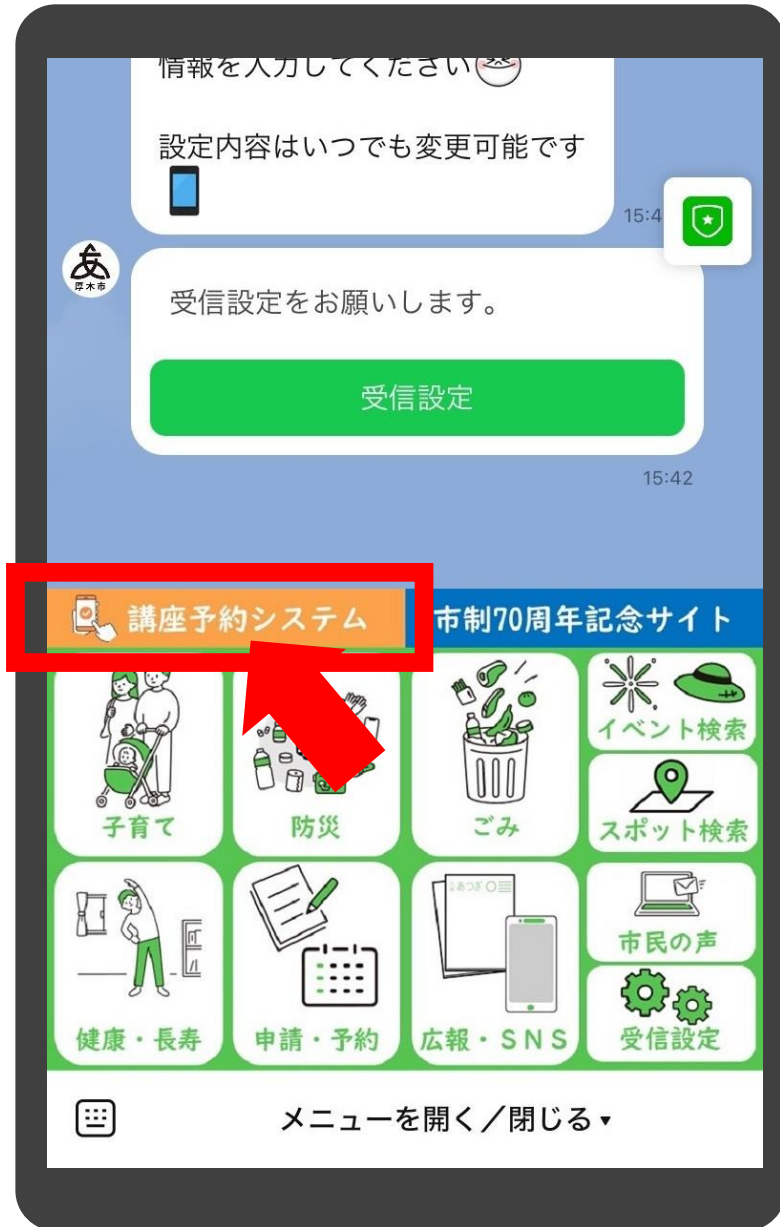 情報を入力してください
設定内容はいつでも変更可能です
15:4
厚木市
受信設定をお願いします。
受信設定
15:42
講座予約システム
市制70周年記念サイト
子育て
防災
ごみ
イベント検索
スポット検索
健康・長寿
申請・予約
あつぎ
広報・SNS
市民の声
受信設定
メニューを開く／閉じる▼